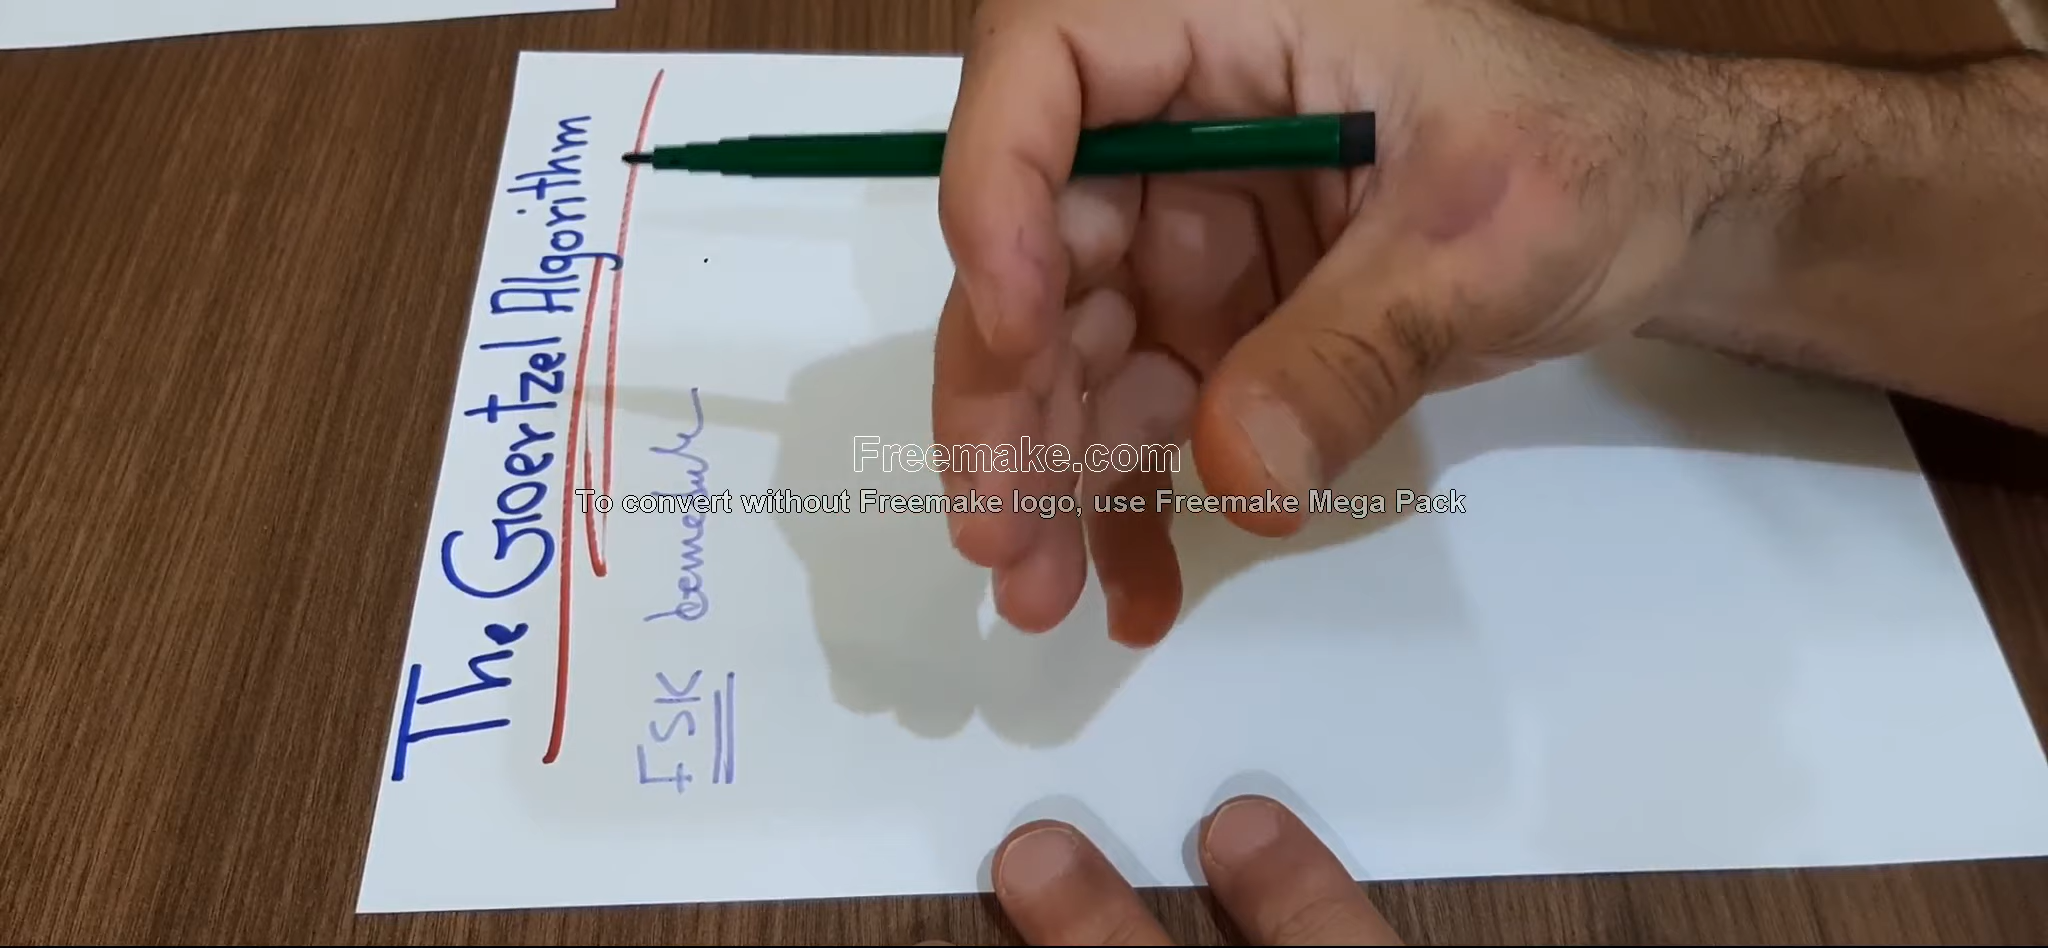 The Goertzel Algorithm
FSK
Freemake.com
To convert without Freemake logo, use Freemake Mega Pack